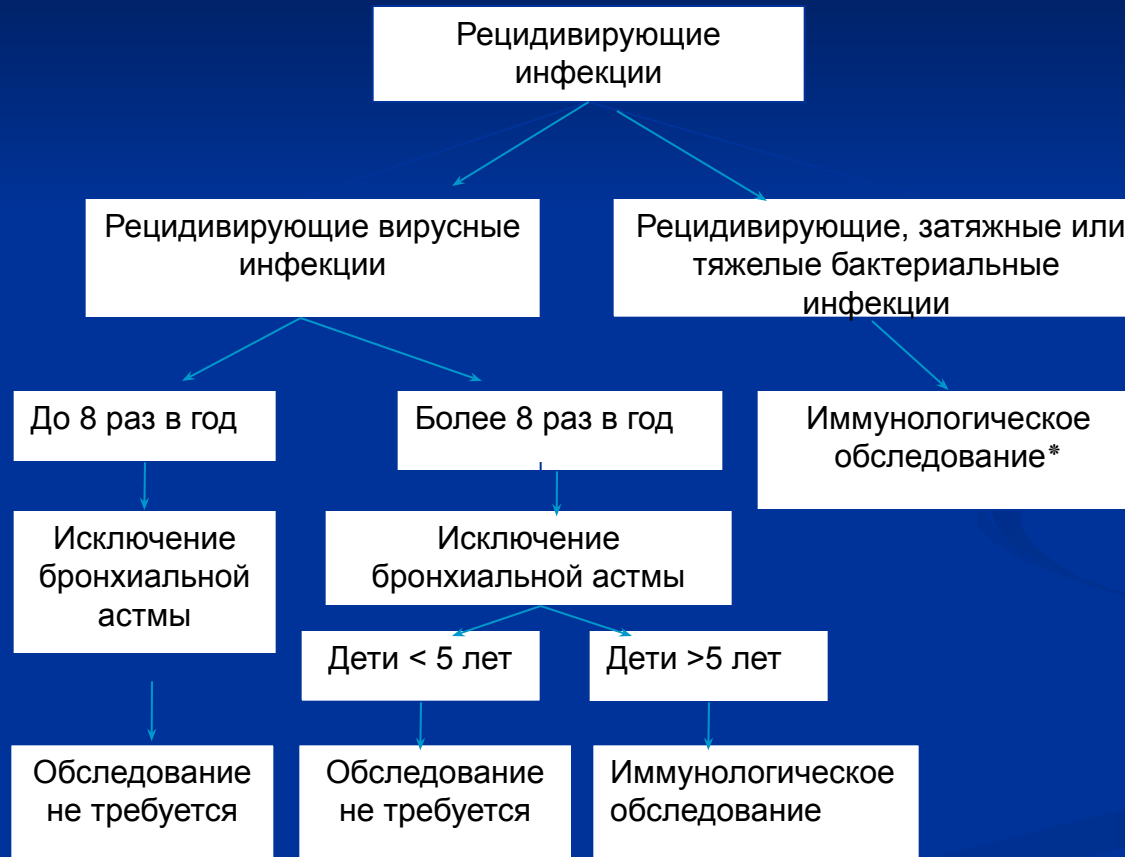 Рецидивирующие
инфекции
Рецидивирующие вирусные
инфекции
Рецидивирующие, затяжные или
тяжелые бактериальные
инфекции
До 8 раз в год
Более 8 раз в год
Иммунологическое
обследование*
Исключение
бронхиальной
астмы
Исключение
бронхиальной астмы
Дети < 5 лет
Дети >5 лет
Обследование
не требуется
Обследование
не требуется
Иммунологическое
обследование